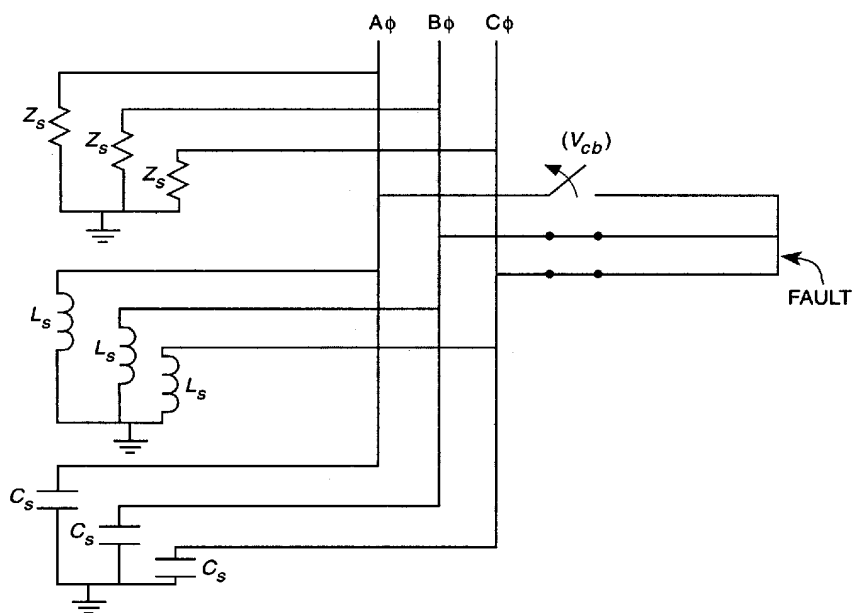 Aϕ Bϕ Cϕ
Z_s
Z_s
Z_s
(V_cb)
FAULT
L_s
L_s
L_s
C_s
C_s
C_s